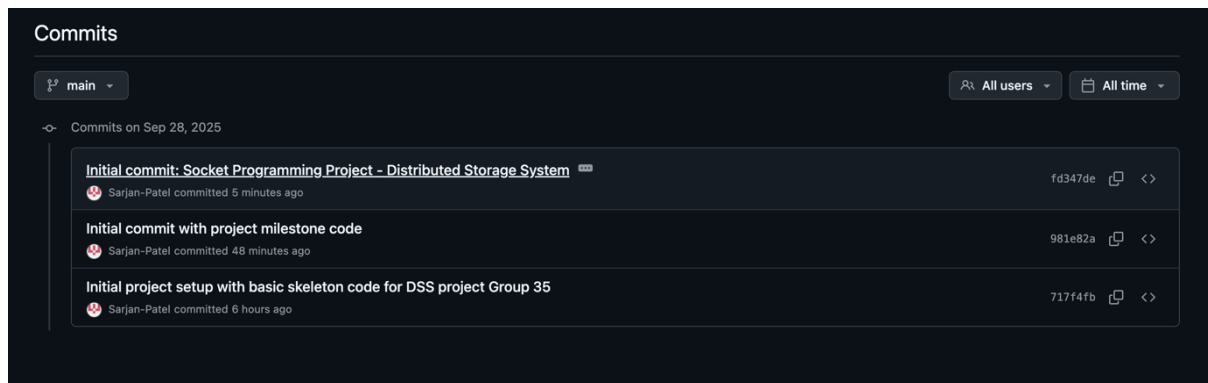 Commits
main
All users
All time
Commits on Sep 28, 2025
Initial commit: Socket Programming Project - Distributed Storage System
Sarjan-Patel committed 5 minutes ago
fd347de
Initial commit with project milestone code
Sarjan-Patel committed 48 minutes ago
981e82a
Initial project setup with basic skeleton code for DSS project Group 35
Sarjan-Patel committed 6 hours ago
717f4fb